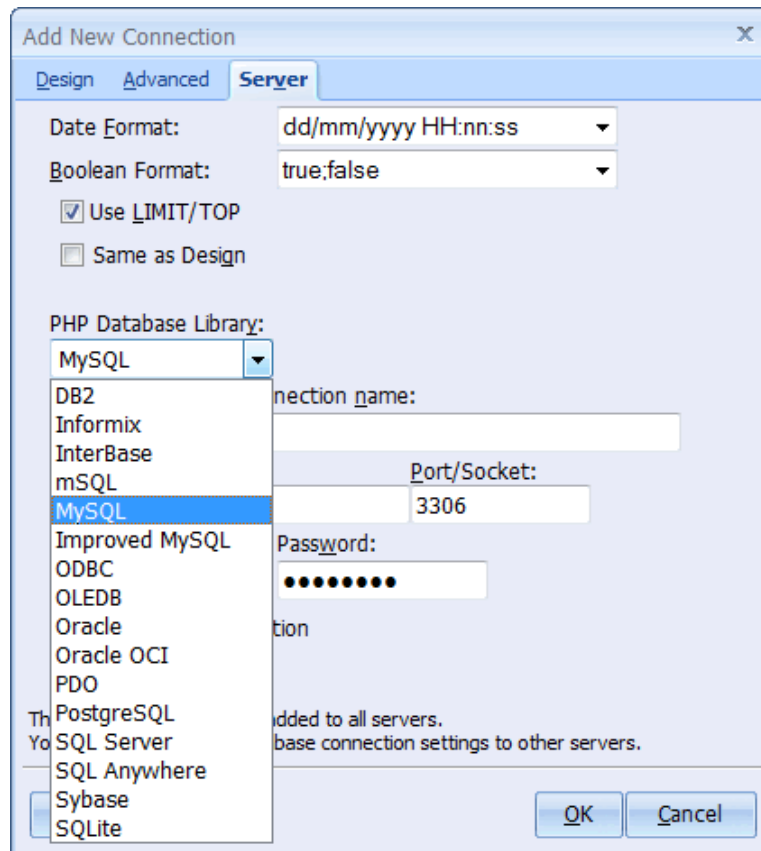 Add New Connection
Design Advanced Server
Date Format: dd/mm/yyyy HH:nn:ss
Boolean Format: true;false
Use LIMIT/TOP
Same as Design
PHP Database Library:
MySQL
DB2
nection name:
Informix
InterBase
mSQL
Port/Socket:
MySQL
3306
Improved MySQL
Password:
ODBC
●●●●●●●●
OLEDB
Oracle
tion
Oracle OCI
PDO
PostgreSQL
Th dded to all servers.
SQL Server
Yo base connection settings to other servers.
SQL Anywhere
Sybase
SQLite
OK Cancel